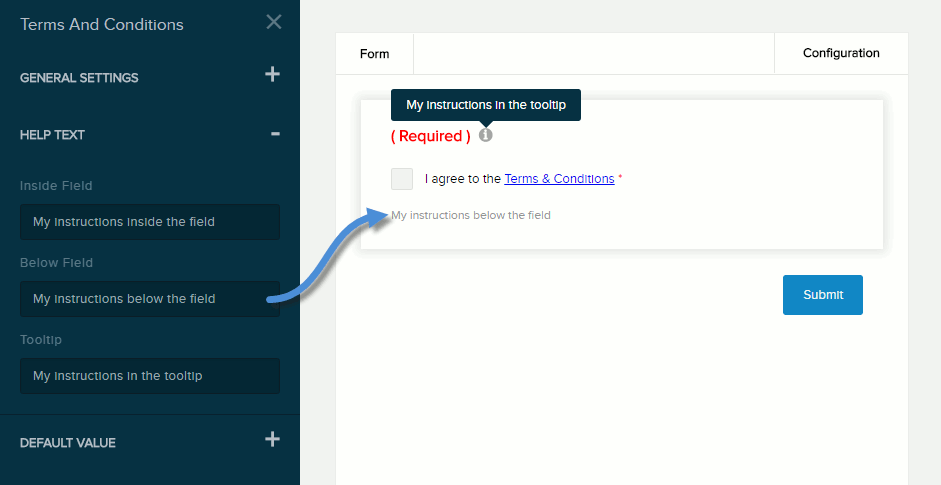 Terms And Conditions
GENERAL SETTINGS
HELP TEXT
Inside Field
My instructions inside the field
Below Field
My instructions below the field
Tooltip
My instructions in the tooltip
DEFAULT VALUE
Form
Configuration
My instructions in the tooltip
( Required )
I agree to the Terms & Conditions *
My instructions below the field
Submit